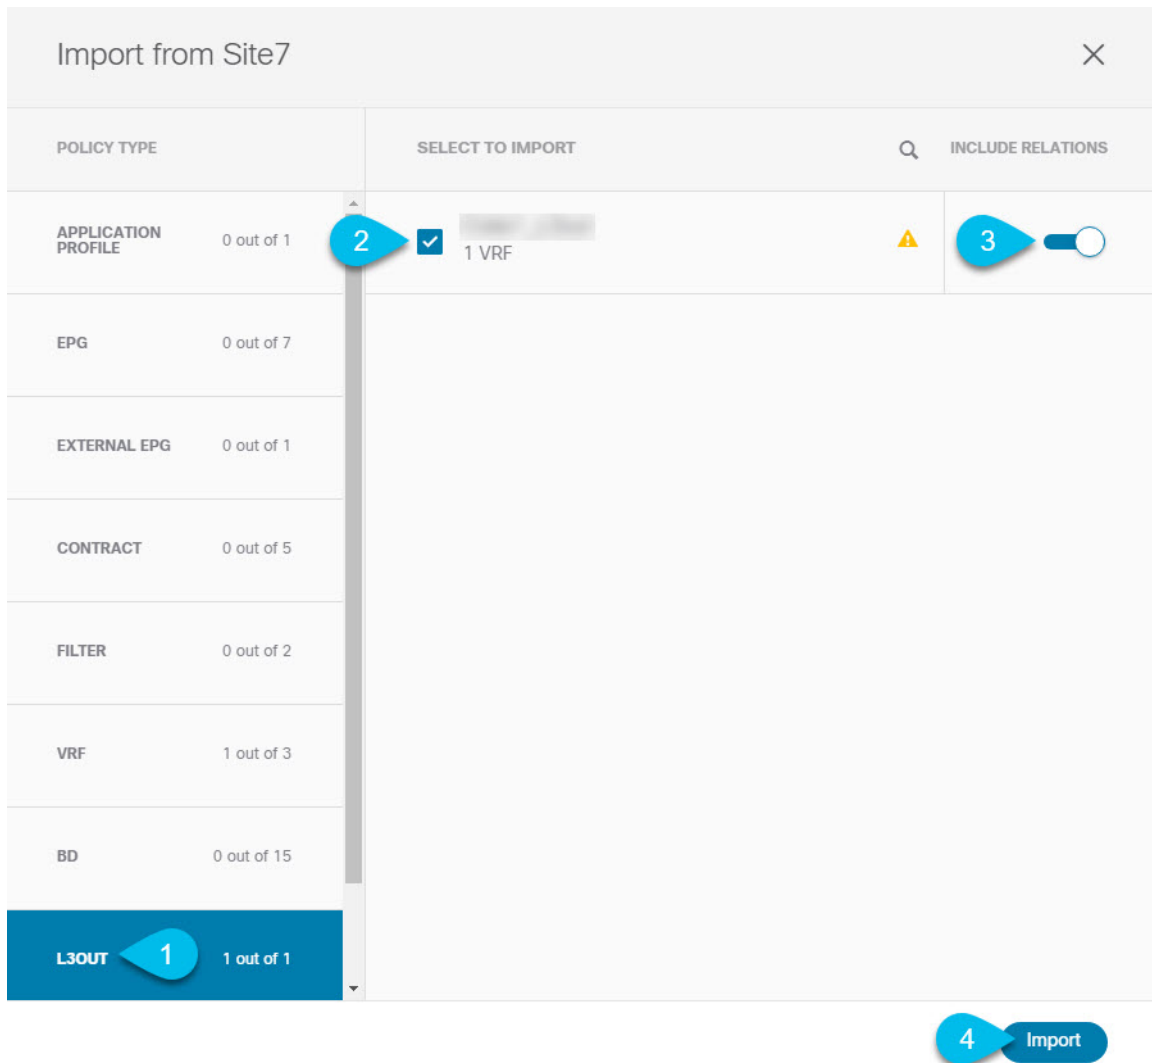 Import from Site7
POLICY TYPE
SELECT TO IMPORT
INCLUDE RELATIONS
APPLICATION
PROFILE
0 out of 1
2
1 VRF
3
EPG
0 out of 7
EXTERNAL EPG
0 out of 1
CONTRACT
0 out of 5
FILTER
0 out of 2
VRF
1 out of 3
BD
0 out of 15
L3OUT
1
1 out of 1
4
Import